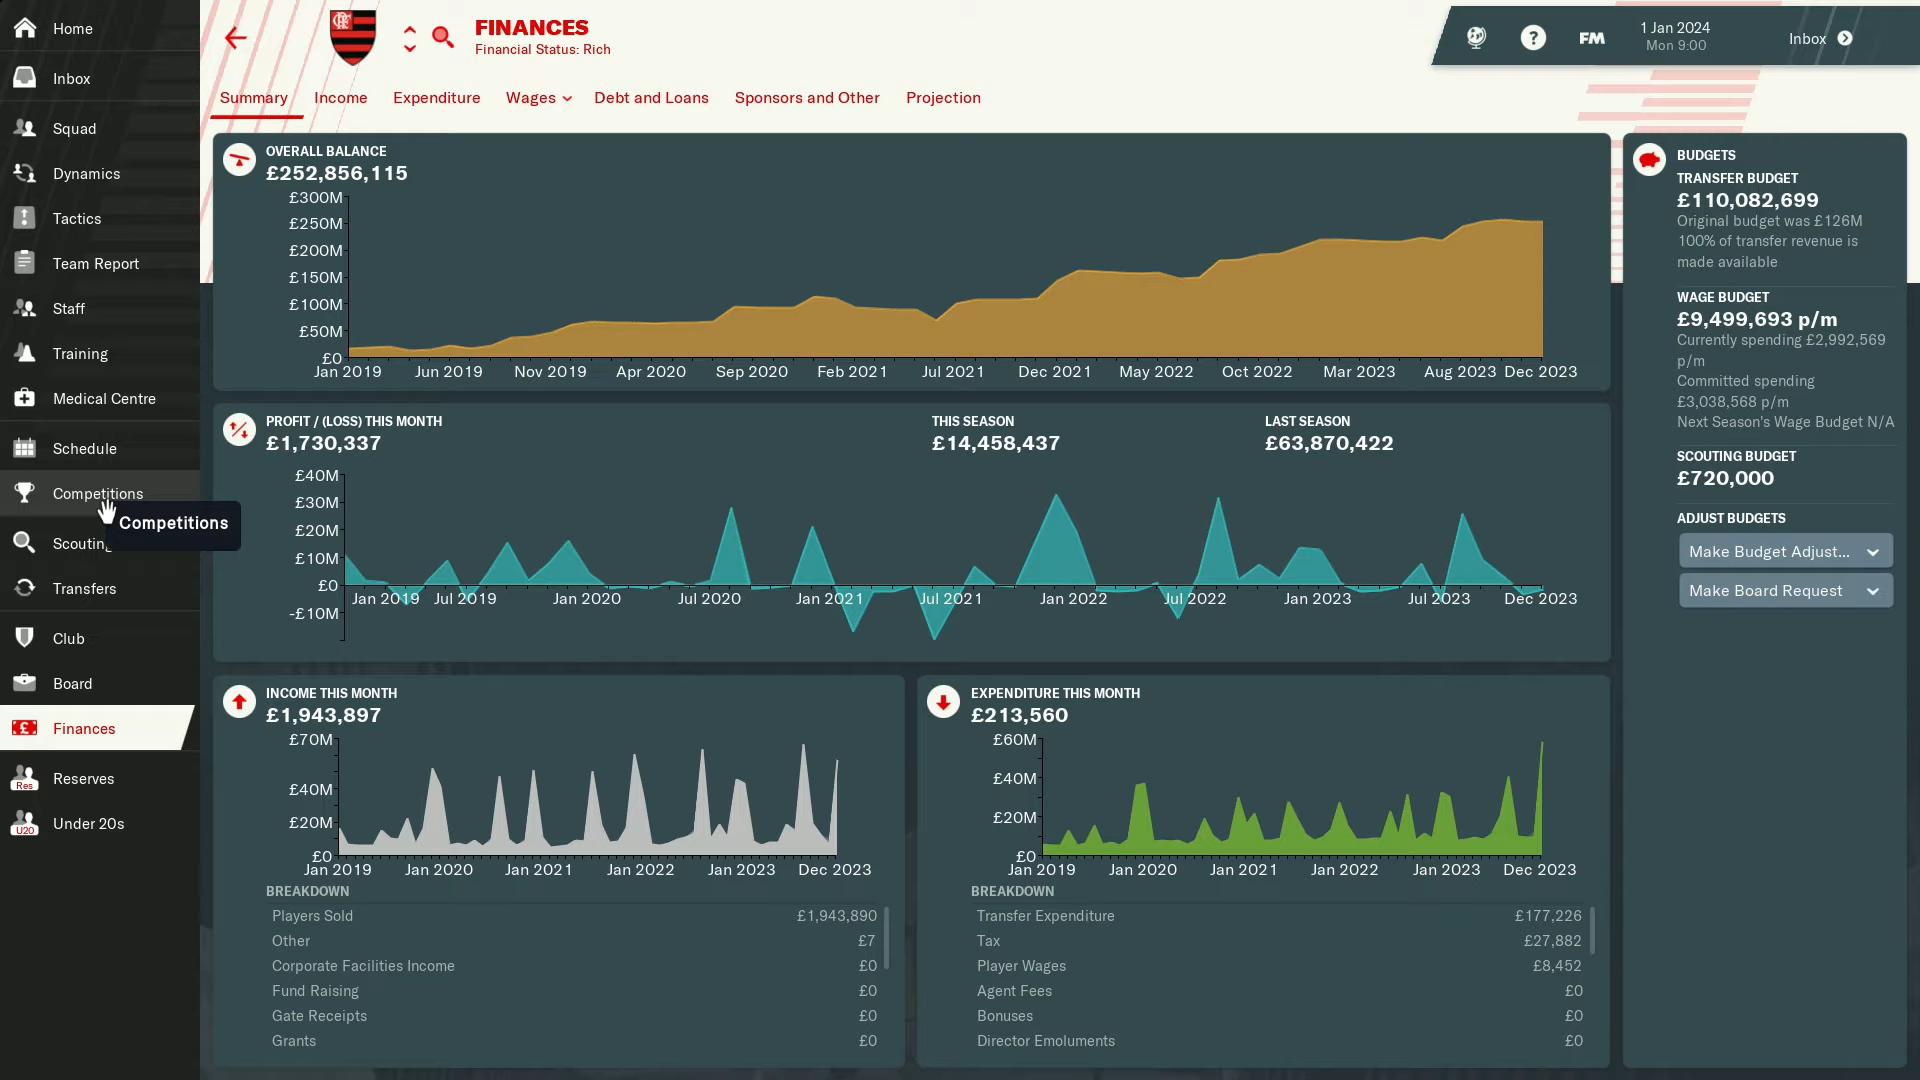 Home
Inbox
Squad
Dynamics
Tactics
Team Report
Staff
Training
Medical Centre
Schedule
Competitions
Competitions
Scouting
Transfers
Club
Board
Finances
Res
Reserves
U20
Under 20s
FINANCES
Financial Status: Rich
? FM
1 Jan 2024
Mon 9:00
Inbox
Summary Income Expenditure Wages Debt and Loans Sponsors and Other Projection
OVERALL BALANCE
£252,856,115
£300M
£250M
£200M
£150M
£100M
£50M
£0
Jan 2019 Jun 2019 Nov 2019 Apr 2020 Sep 2020 Feb 2021 Jul 2021 Dec 2021 May 2022 Oct 2022 Mar 2023 Aug 2023 Dec 2023
PROFIT / (LOSS) THIS MONTH
£1,730,337
THIS SEASON
£14,458,437
LAST SEASON
£63,870,422
£40M
£30M
£20M
£10M
£0
-£10M
Jan 2019 Jul 2019 Jan 2020 Jul 2020 Jan 2021 Jul 2021 Jan 2022 Jul 2022 Jan 2023 Jul 2023 Dec 2023
INCOME THIS MONTH
£1,943,897
£70M
£40M
£20M
£0
Jan 2019 Jan 2020 Jan 2021 Jan 2022 Jan 2023 Dec 2023
BREAKDOWN
Players Sold £1,943,890
Other £7
Corporate Facilities Income £0
Fund Raising £0
Gate Receipts £0
Grants £0
EXPENDITURE THIS MONTH
£213,560
£60M
£40M
£20M
£0
Jan 2019 Jan 2020 Jan 2021 Jan 2022 Jan 2023 Dec 2023
BREAKDOWN
Transfer Expenditure £177,226
Tax £27,882
Player Wages £8,452
Agent Fees £0
Bonuses £0
Director Emoluments £0
BUDGETS
TRANSFER BUDGET
£110,082,699
Original budget was £126M
100% of transfer revenue is
made available
WAGE BUDGET
£9,499,693 p/m
Currently spending £2,992,569
p/m
Committed spending
£3,038,568 p/m
Next Season's Wage Budget N/A
SCOUTING BUDGET
£720,000
ADJUST BUDGETS
Make Budget Adjust...
Make Board Request